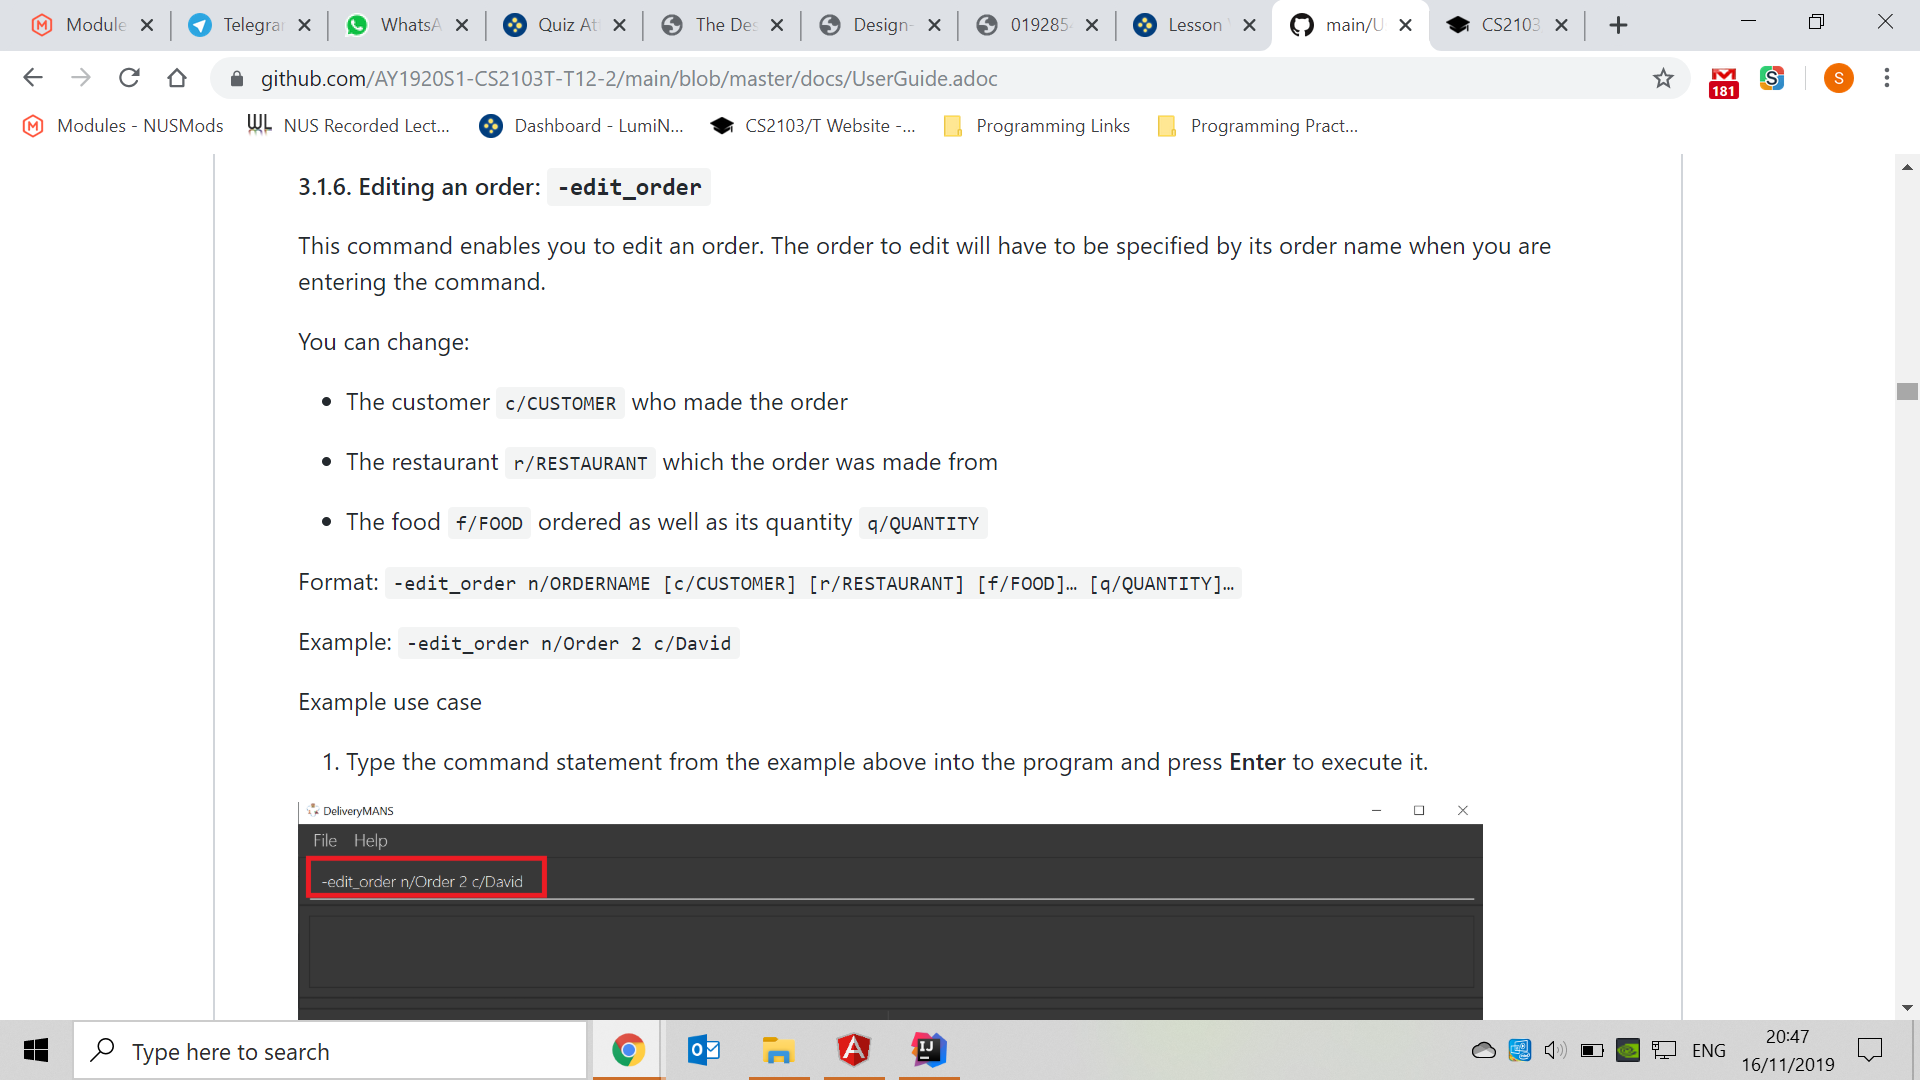 Module
Telegra
WhatsA
Quiz At
The Des
Design-
019285
Lesson
main/U
CS2103
github.com/AY1920S1-CS2103T-T12-2/main/blob/master/docs/UserGuide.adoc
181
S
S
Modules - NUSMods
NUS Recorded Lect...
Dashboard - LumiN...
CS2103/T Website -...
Programming Links
Programming Pract...
3.1.6. Editing an order: -edit_order
This command enables you to edit an order. The order to edit will have to be specified by its order name when you are
entering the command.
You can change:
• The customer c/CUSTOMER who made the order
• The restaurant r/RESTAURANT which the order was made from
• The food f/FOOD ordered as well as its quantity q/QUANTITY
Format: -edit_order n/ORDERNAME [c/CUSTOMER] [r/RESTAURANT] [f/FOOD]… [q/QUANTITY]…
Example: -edit_order n/Order 2 c/David
Example use case
1. Type the command statement from the example above into the program and press Enter to execute it.
DeliveryMANS
File Help
-edit_order n/Order 2 c/David
Type here to search
ENG
20:47
16/11/2019